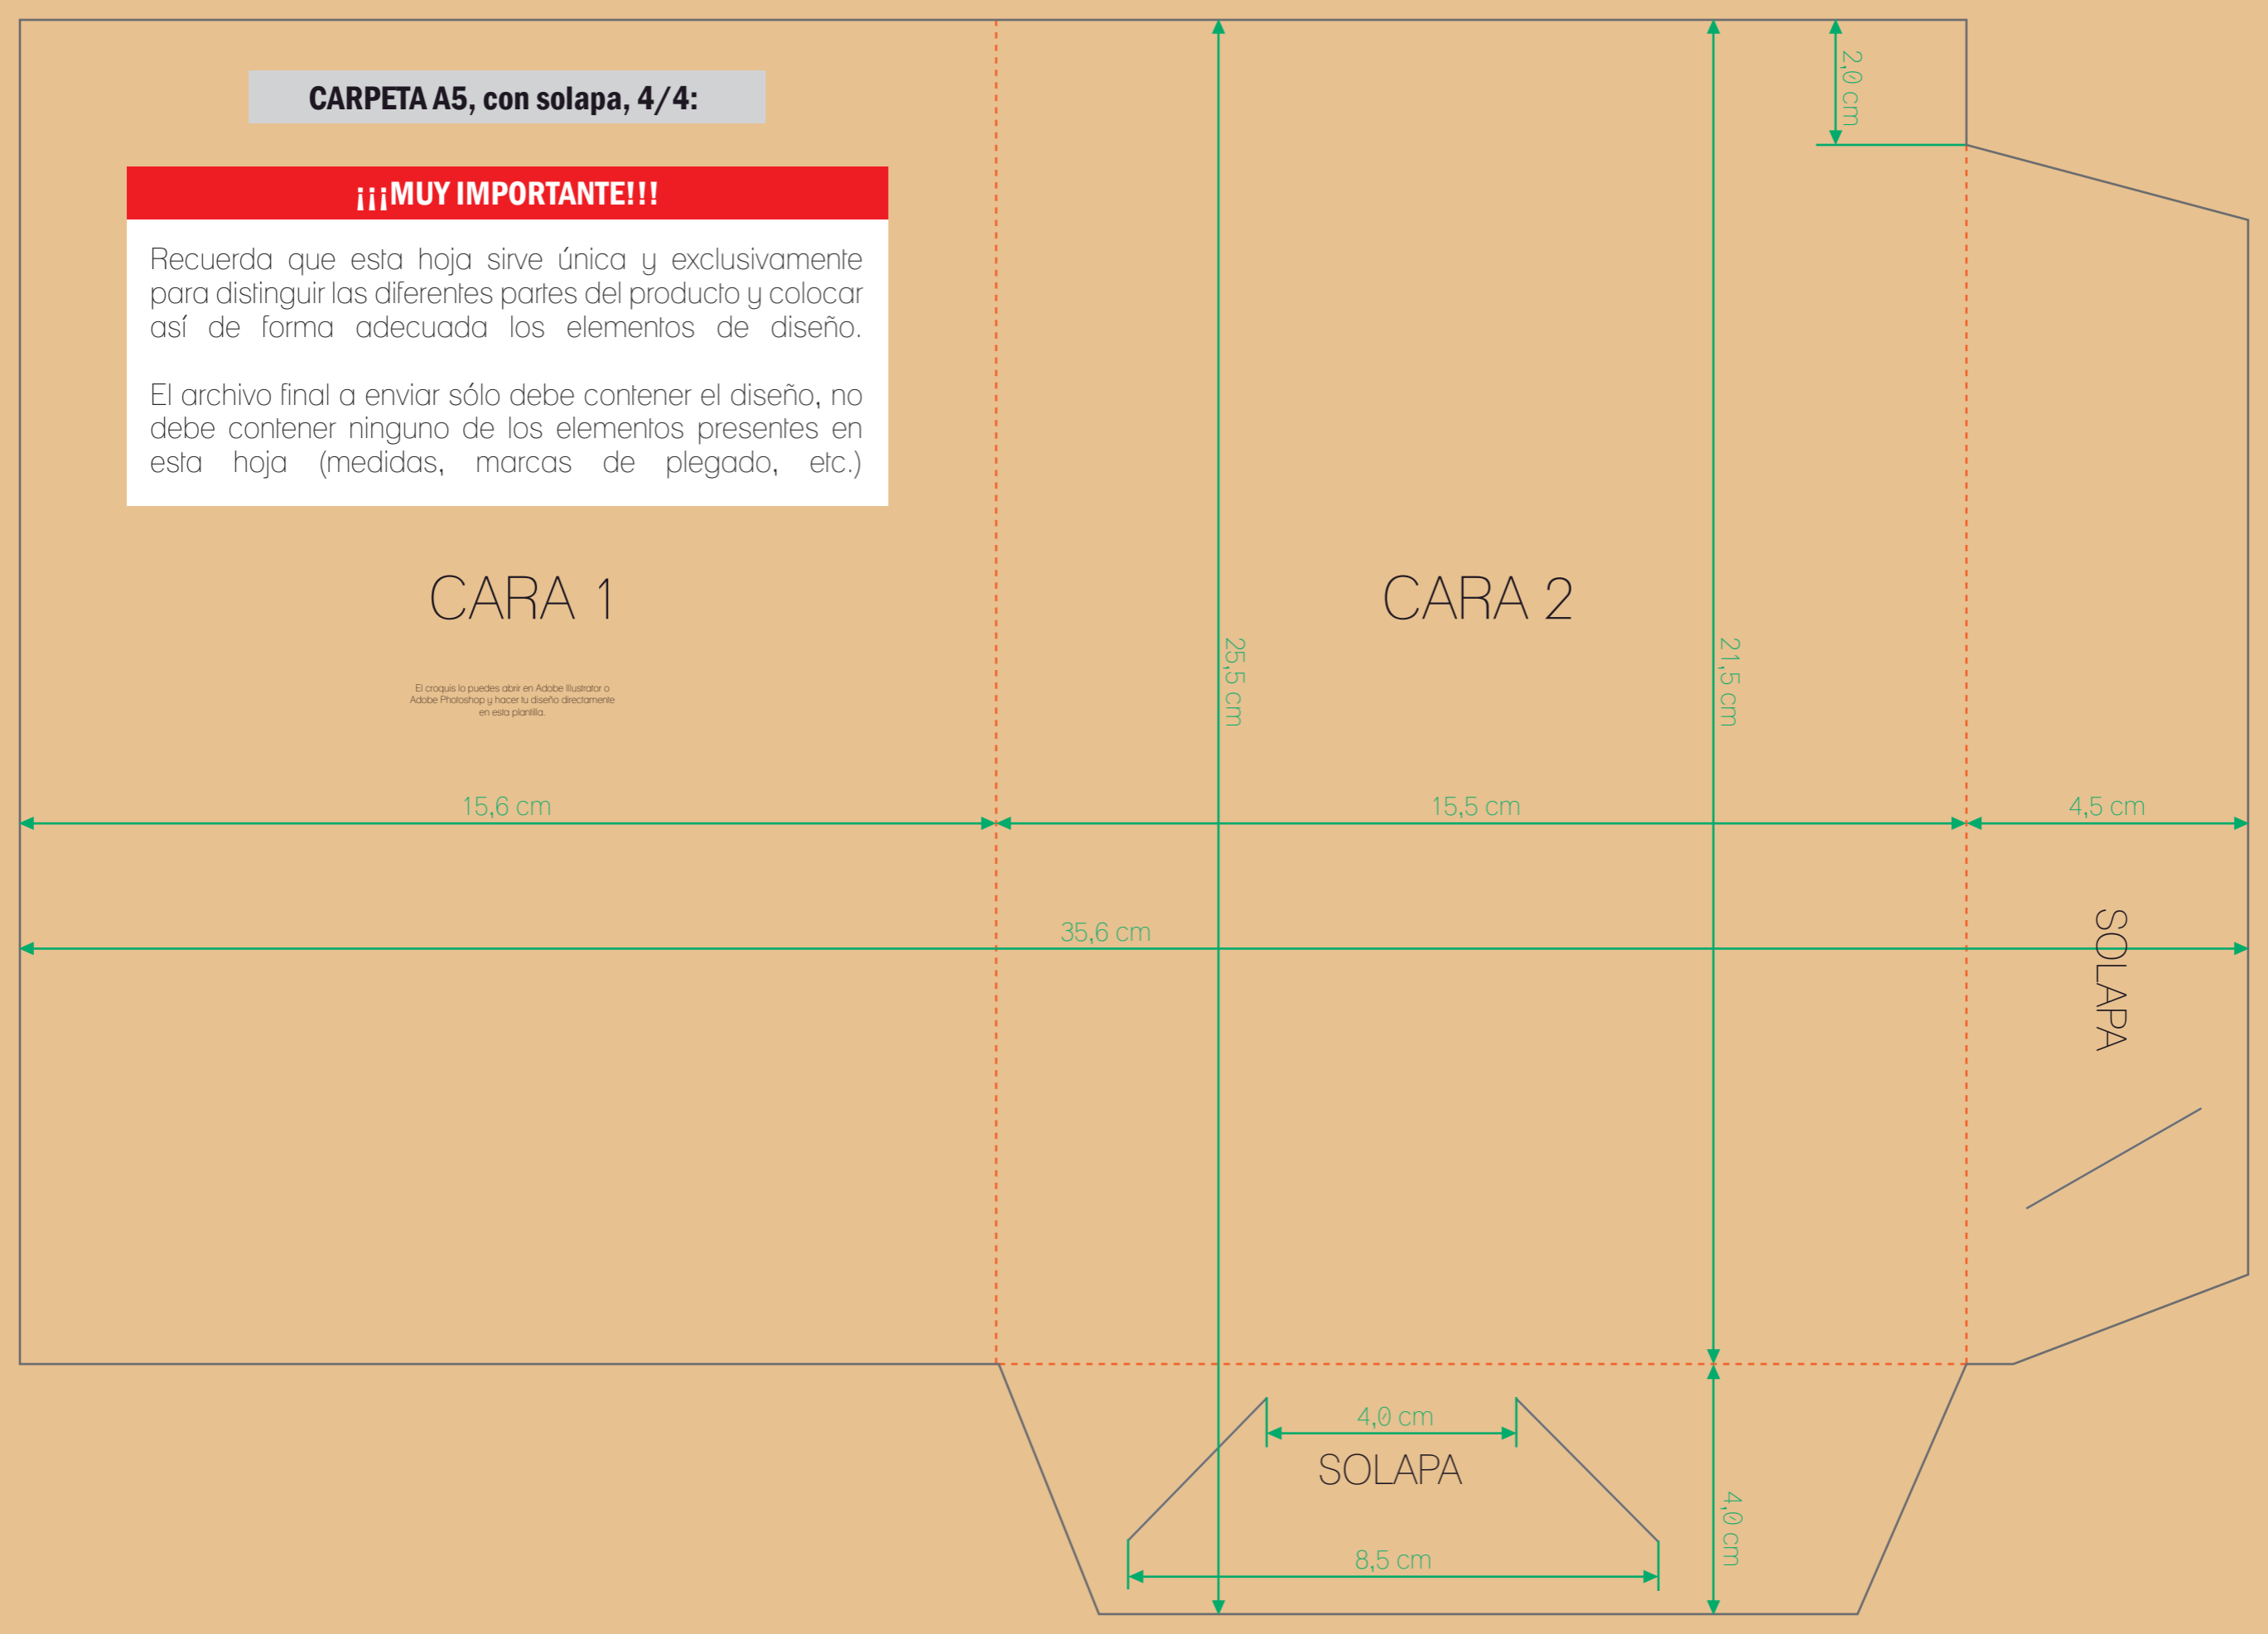 CARPETA A5, con solapa, 4/4:
¡¡¡MUY IMPORTANTE!!!
Recuerda que esta hoja sirve única y exclusivamente
para distinguir las diferentes partes del producto y colocar
así de forma adecuada los elementos de diseño.
El archivo final a enviar sólo debe contener el diseño, no
debe contener ninguno de los elementos presentes en
esta hoja (medidas, marcas de plegado, etc.)
CARA 1
El croquis lo puedes abrir en Adobe Illustrator o
Adobe Photoshop y hacer tu diseño directamente
en esta plantilla.
CARA 2
2,0 cm
25,5 cm
21,5 cm
15,6 cm
15,5 cm
4,5 cm
35,6 cm
SOLAPA
4,0 cm
SOLAPA
8,5 cm
4,0 cm